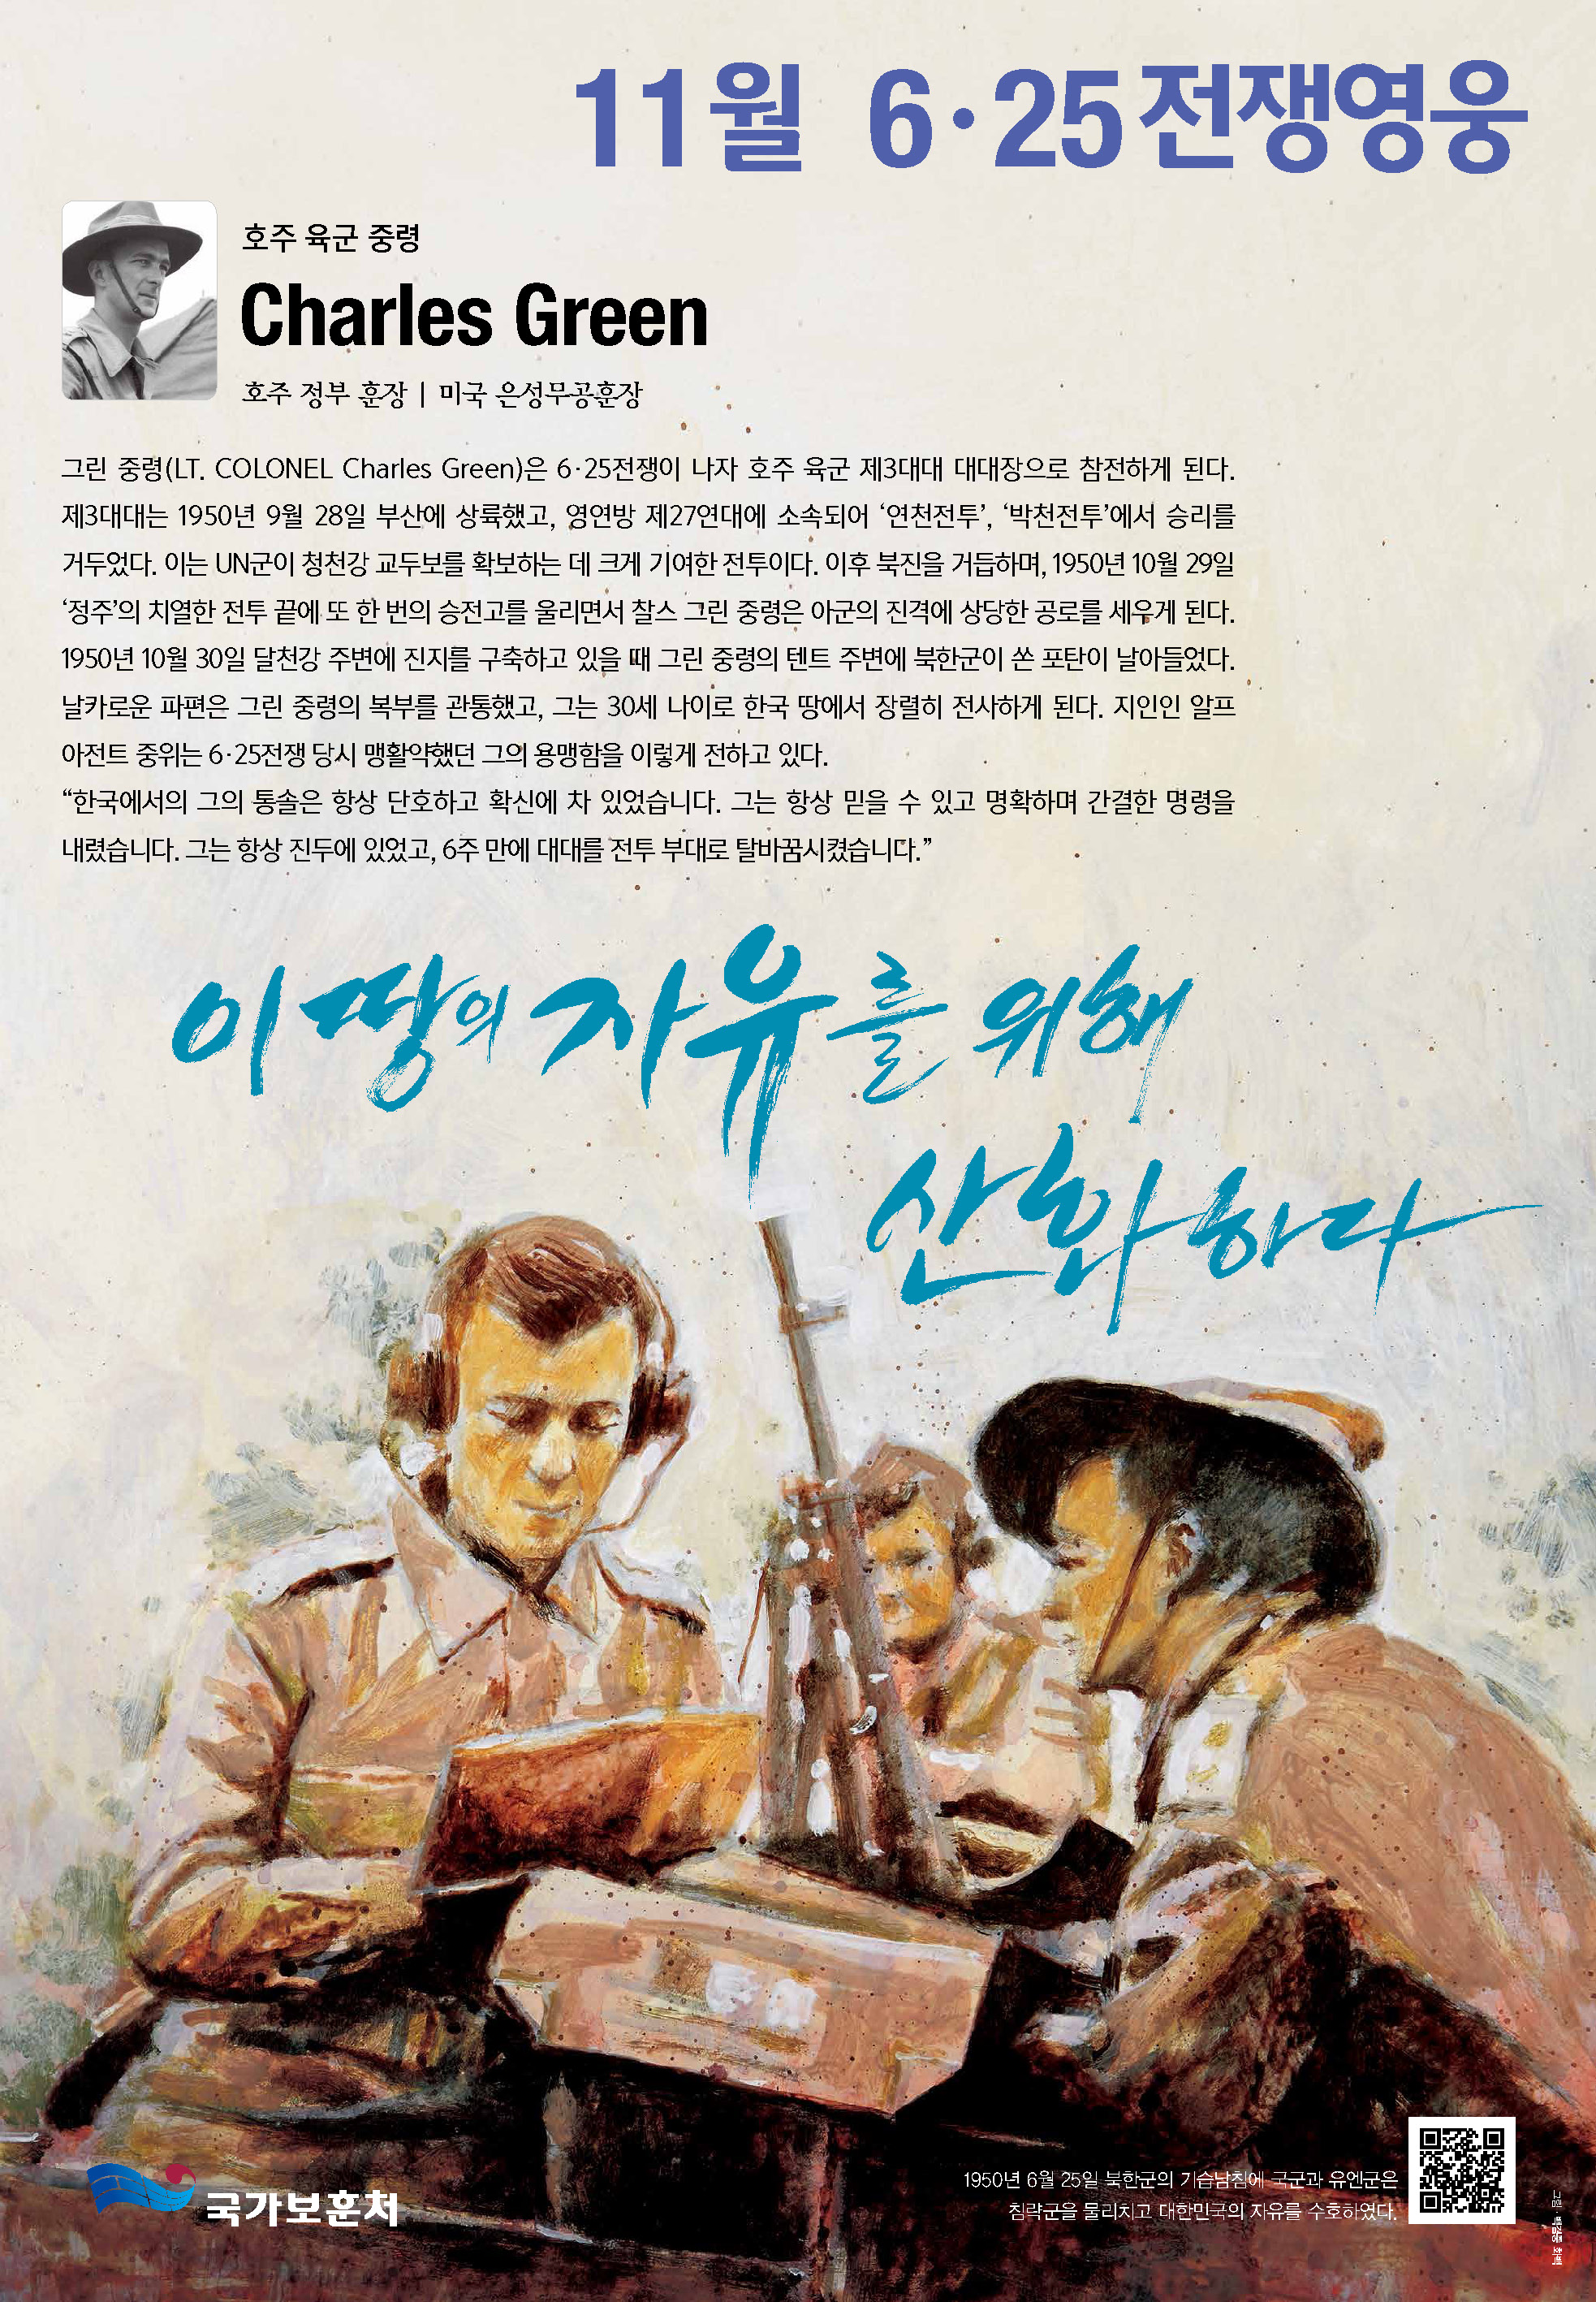 11월 6·25전쟁영웅
호주 육군 중령
Charles Green
호주 정부 훈장 | 미국 은성무공훈장
그린 중령(LT. COLONEL Charles Green)은 6·25전쟁이 나자 호주 육군 제3대대 대대장으로 참전하게 된다.
제3대대는 1950년 9월 28일 부산에 상륙했고, 영연방 제27연대에 소속되어 ‘연천전투’, ‘박천전투’에서 승리를
거두었다. 이는 UN군이 청천강 교두보를 확보하는 데 크게 기여한 전투이다. 이후 북진을 거듭하며, 1950년 10월 29일
‘정주’의 치열한 전투 끝에 또 한 번의 승전고를 울리면서 찰스 그린 중령은 아군의 진격에 상당한 공로를 세우게 된다.
1950년 10월 30일 달천강 주변에 진지를 구축하고 있을 때 그린 중령의 텐트 주변에 북한군이 쏜 포탄이 날아들었다.
날카로운 파편은 그린 중령의 복부를 관통했고, 그는 30세 나이로 한국 땅에서 장렬히 전사하게 된다. 지인인 알프
아전트 중위는 6·25전쟁 당시 맹활약했던 그의 용맹함을 이렇게 전하고 있다.
“한국에서의 그의 통솔은 항상 단호하고 확신에 차 있었습니다. 그는 항상 믿을 수 있고 명확하며 간결한 명령을
내렸습니다. 그는 항상 진두에 있었고, 6주 만에 대대를 전투 부대로 탈바꿈시켰습니다.”
이 땅의 자유를 위해
산화하다
국가보훈처
1950년 6월 25일 북한군의 기습남침에 국군과 유엔군은
침략군을 물리치고 대한민국의 자유를 수호하였다.
그림·
화백